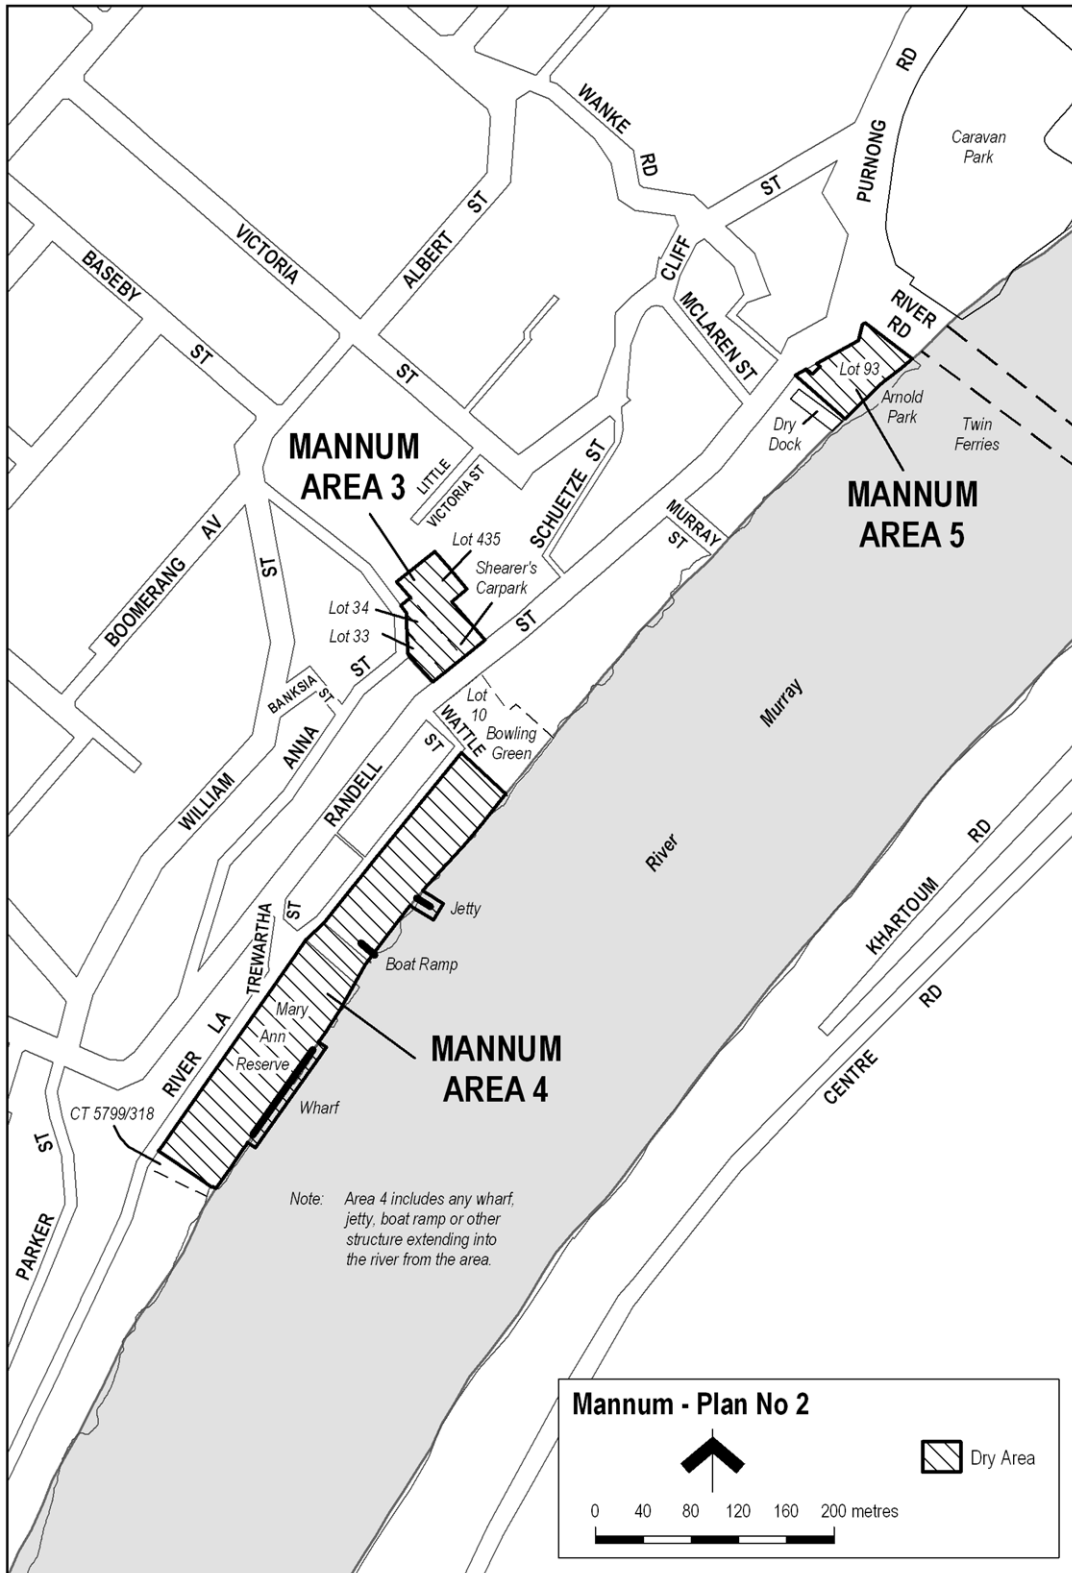 WANKE
RD
PURNONG
RD
Caravan
Park
VICTORIA
ST
BASEBY
ST
ALBERT
ST
CLIFF
ST
MCLAREN ST
RIVER
RD
Lot 93
Arnold
Park
Dry
Dock
Twin
Ferries
MANNUM
AREA 3
LITTLE
VICTORIA ST
SCHUETZE ST
MURRAY
ST
MANNUM
AREA 5
BOOMERANG AV
ST
Lot 435
Shearer's
Carpark
Lot 34
Lot 33
ST
BANKSIA
ST
ANNA
ST
WILLIAM
RANDELL
Lot
10
Bowling
Green
WATTLE
ST
Murray
River
Jetty
Boat Ramp
TREWARTHA
ST
RIVER LA
Mary
Ann
Reserve
MANNUM
AREA 4
Wharf
KHARTOUM RD
CENTRE RD
CT 5799/318
PARKER
ST
Note: Area 4 includes any wharf,
jetty, boat ramp or other
structure extending into
the river from the area.
Mannum - Plan No 2
Dry Area
0 40 80 120 160 200 metres